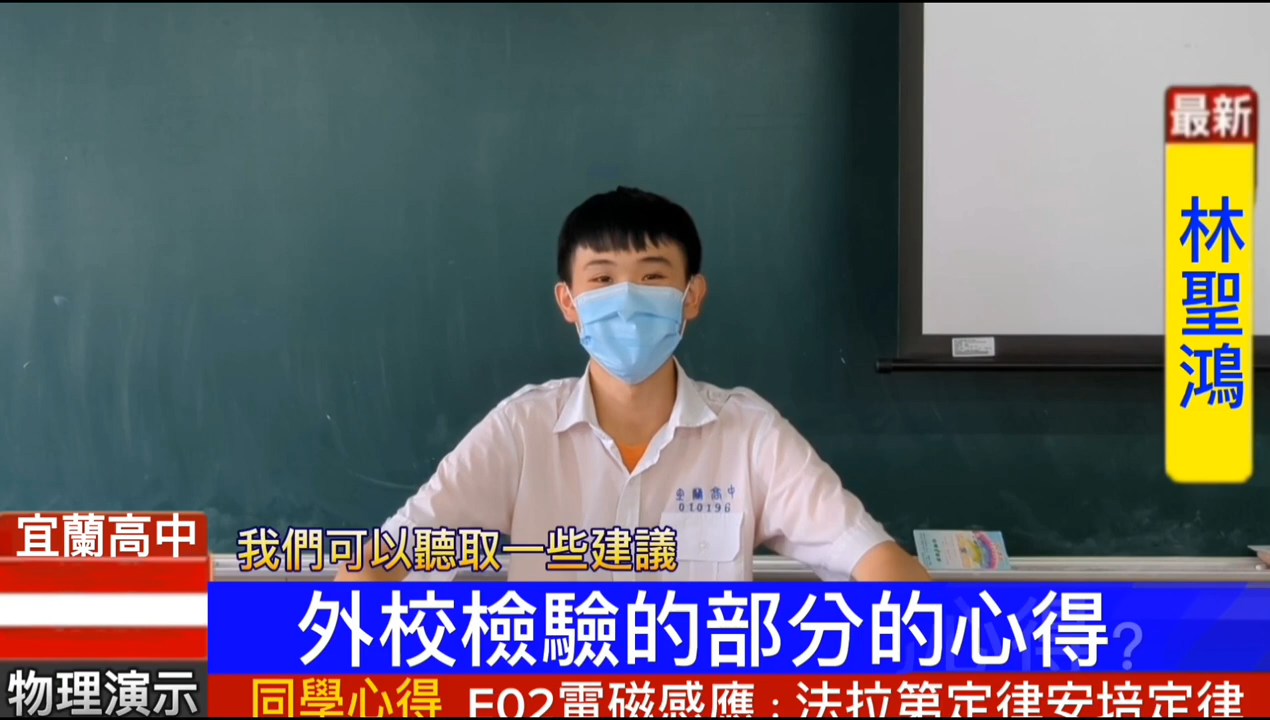 最新
林聖鴻
宜蘭高中
010196
宜蘭高中
我們可以聽取一些建議
外校檢驗的部分的心得
?
物理演示
同學心得 E02電磁感應:法拉第定律安培定律